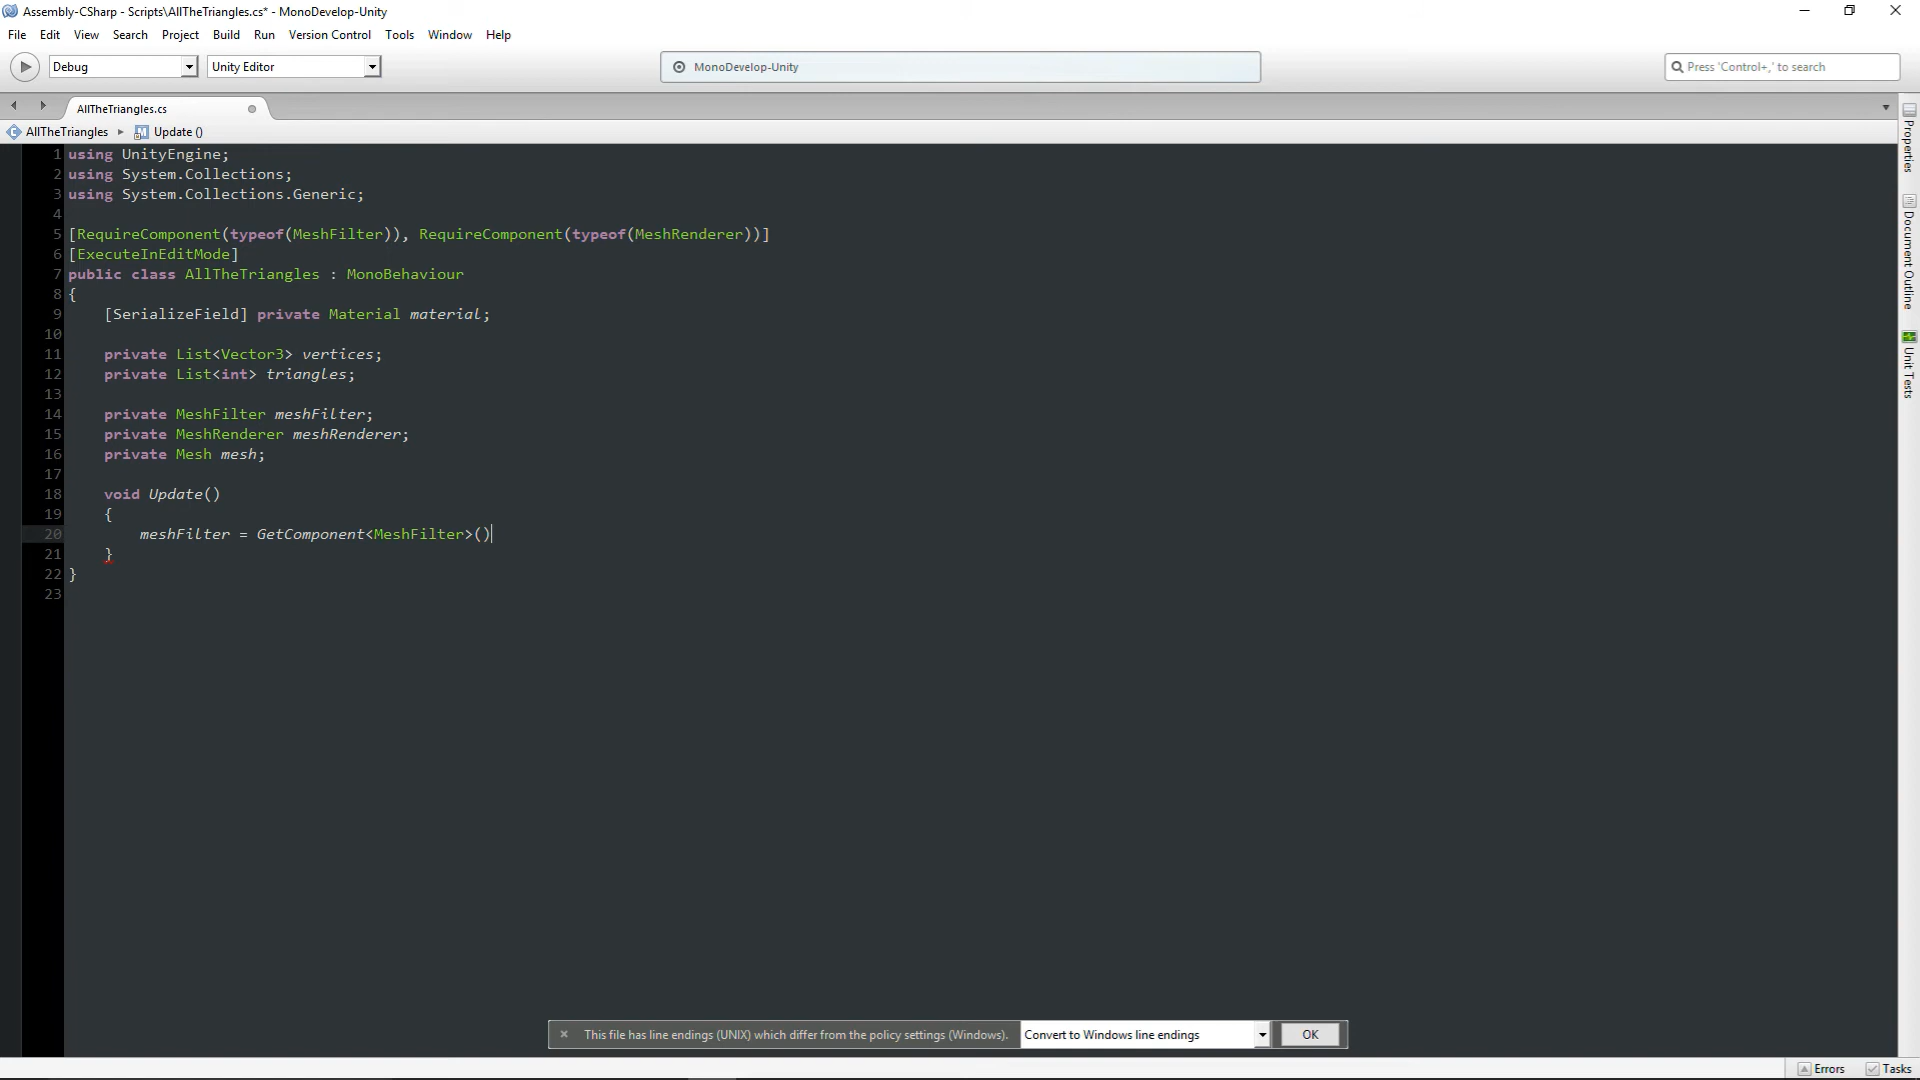 Assembly-CSharp - Scripts\AllTheTriangles.cs* - MonoDevelop-Unity
File Edit View Search Project Build Run Version Control Tools Window Help
Debug Unity Editor MonoDevelop-Unity Press 'Control+,' to search
AllTheTriangles.cs
AllTheTriangles Update ()
1 using UnityEngine;
2 using System.Collections;
3 using System.Collections.Generic;
4
5 [RequireComponent(typeof(MeshFilter)), RequireComponent(typeof(MeshRenderer))]
6 [ExecuteInEditMode]
7 public class AllTheTriangles : MonoBehaviour
8 {
9 [SerializeField] private Material material;
10
11 private List<Vector3> vertices;
12 private List<int> triangles;
13
14 private MeshFilter meshFilter;
15 private MeshRenderer meshRenderer;
16 private Mesh mesh;
17
18 void Update()
19 {
20 meshFilter = GetComponent<MeshFilter>()
21 }
22 }
23
Properties
Document Outline
Unit Tests
This file has line endings (UNIX) which differ from the policy settings (Windows). Convert to Windows line endings OK
Errors Tasks